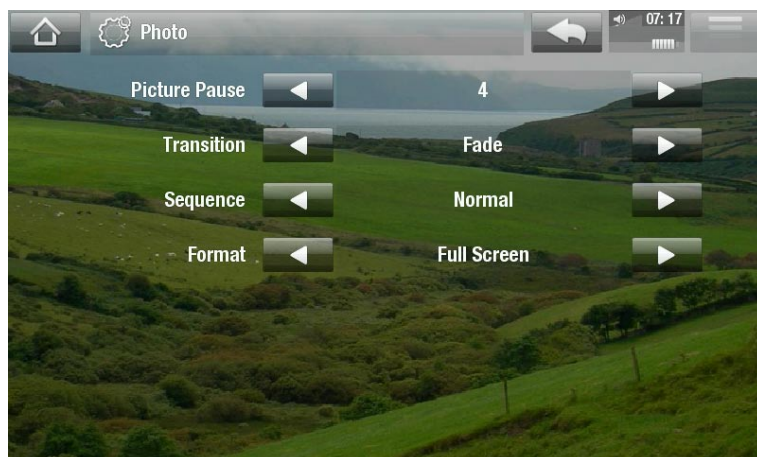 Photo
07:17
Picture Pause 4
Transition Fade
Sequence Normal
Format Full Screen